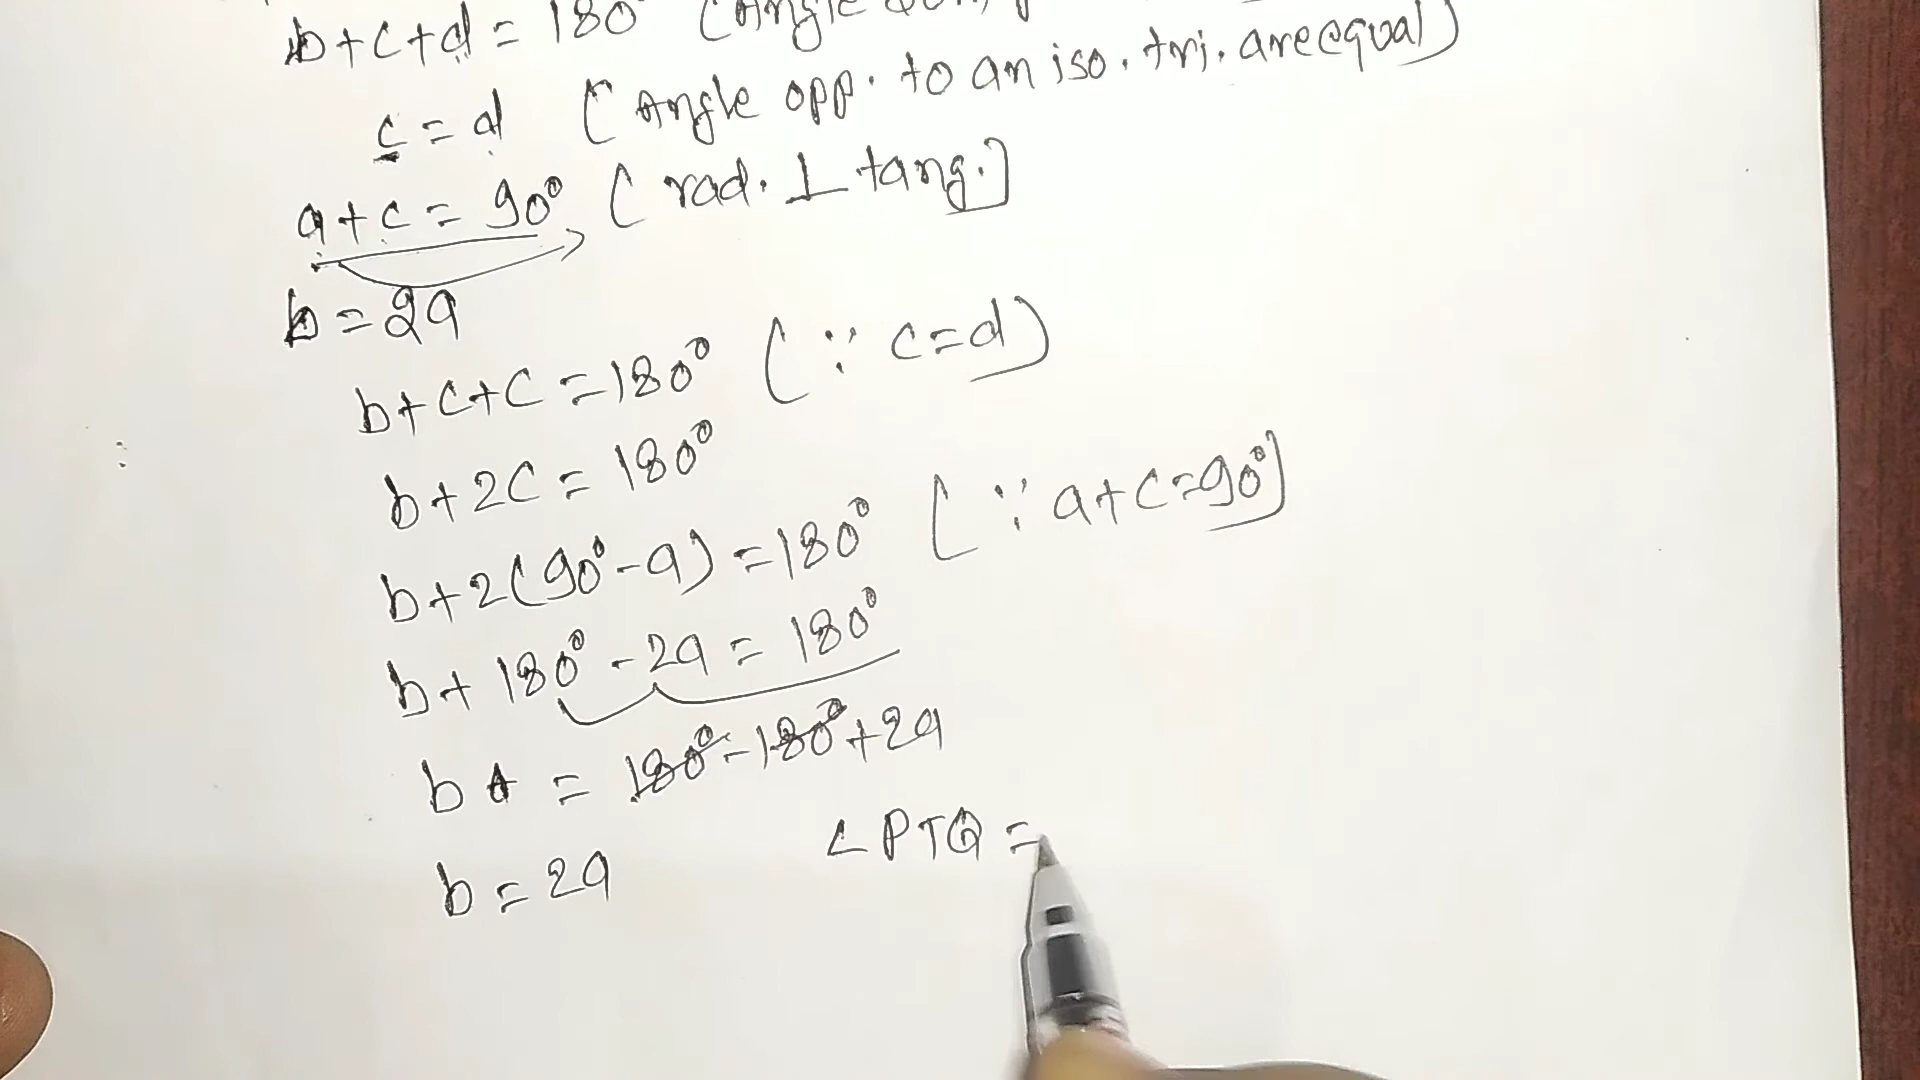 b+c+d = 180° (Angle
c = d (Angle opp. to an iso. tri. are equal)
a+c = 90° ( rad. ⊥ tang.]
b = 2a
b+c+c = 180° (∵ c=d)
b+2c = 180°
b+2(90°-a) = 180° [∵ a+c=90°]
b+180°-2a = 180°
b = 180°-180°+2a
b = 2a
∠PTQ =